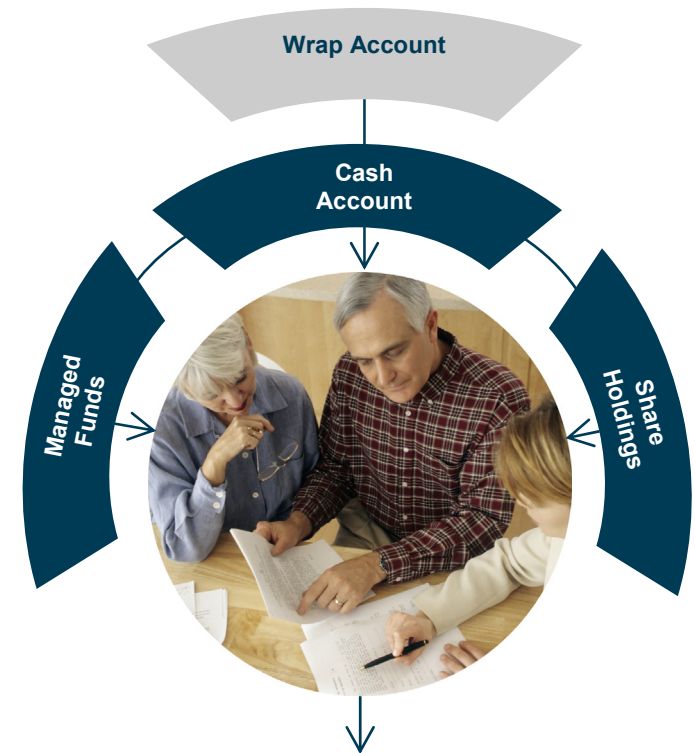 Wrap Account
Cash
Account
Managed
Funds
Share
Holdings